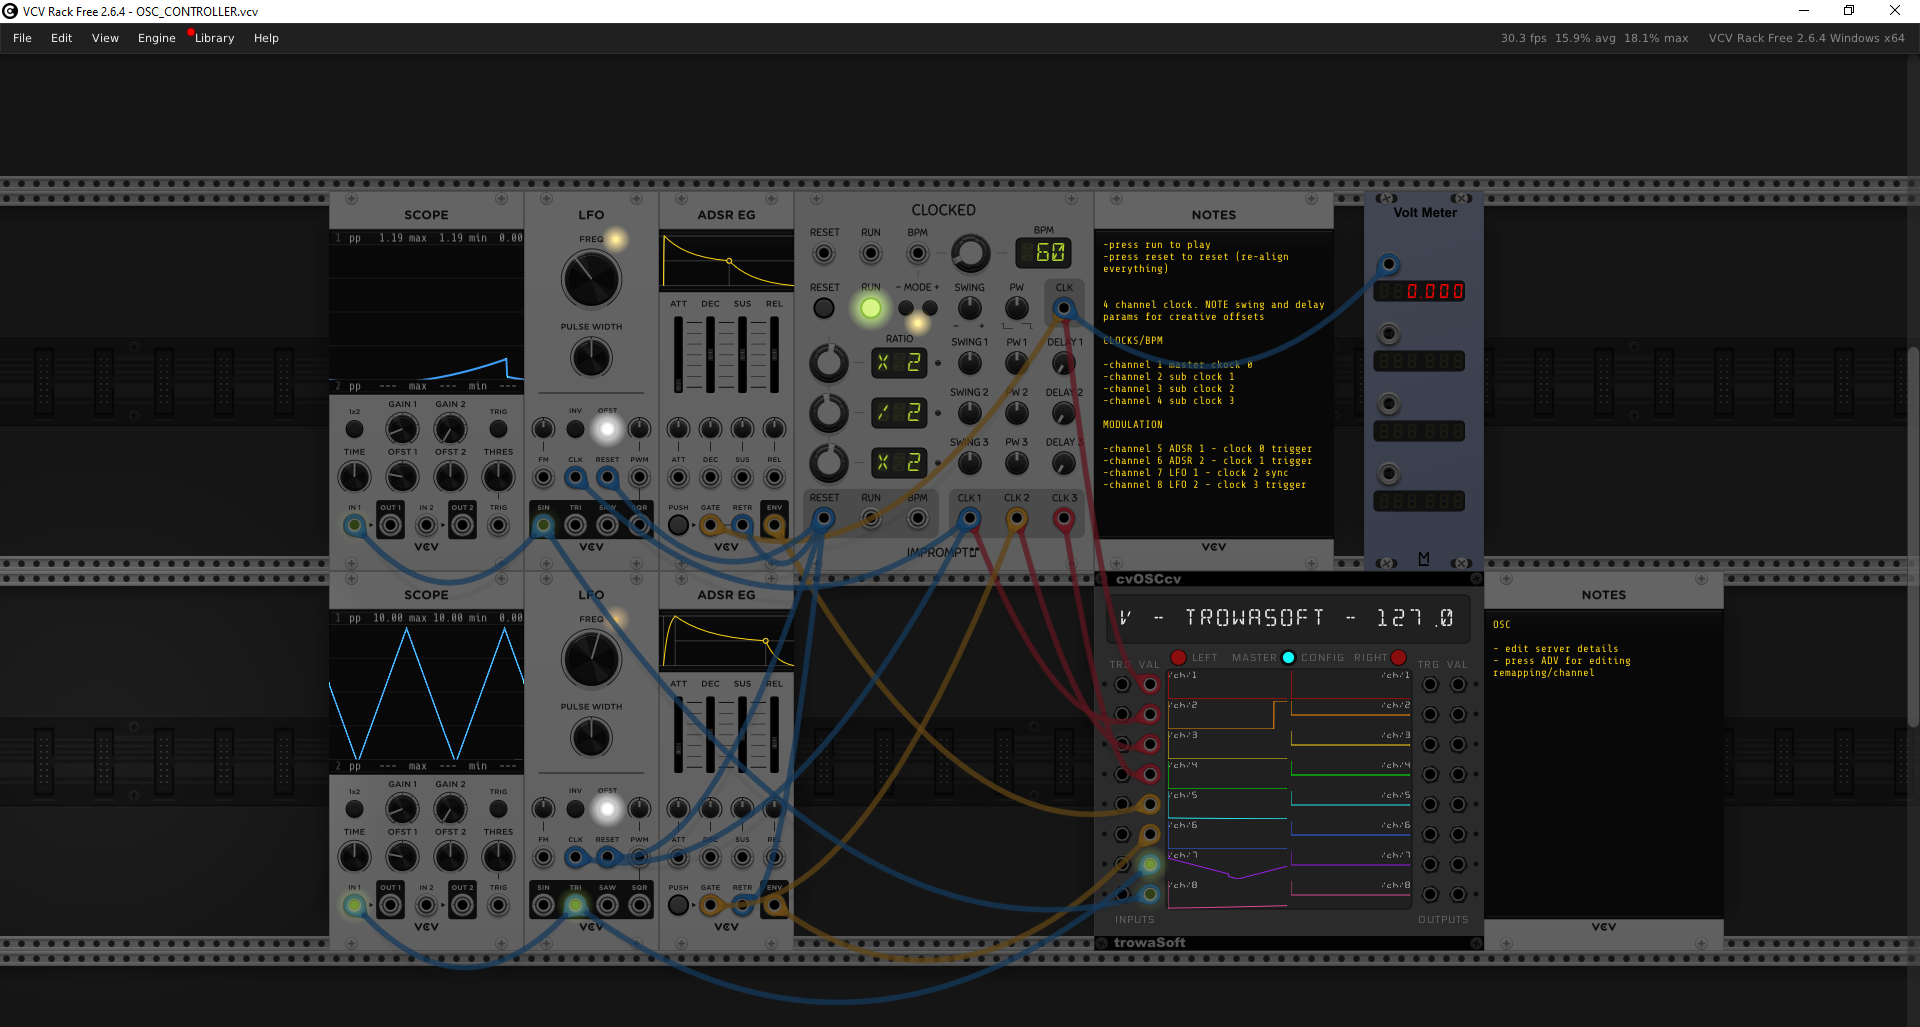 VCV Rack Free 2.6.4 - OSC_CONTROLLER.vcv
File Edit View Engine Library Help
30.3 fps 15.9% avg 18.1% max VCV Rack Free 2.6.4 Windows x64
SCOPE
1 pp 1.19 max 1.19 min 0.00
2 pp --- max --- min ---
1x2 GAIN 1 GAIN 2 TRIG
TIME OFST 1 OFST 2 THRES
IN 1 OUT 1 IN 2 OUT 2 TRIG
VCV
LFO
FREQ
PULSE WIDTH
INV OFST
FM CLK RESET PWM
SIN TRI SAW SQR
VCV
ADSR EG
ATT DEC SUS REL
ATT DEC SUS REL
PUSH GATE RETR ENV
VCV
CLOCKED
RESET RUN BPM BPM
60
RESET RUN - MODE + SWING PW CLK
RATIO
X 2 SWING 1 PW 1 DELAY 1
/ 2 SWING 2 PW 2 DELAY 2
X 2 SWING 3 PW 3 DELAY 3
RESET RUN BPM CLK 1 CLK 2 CLK 3
IMPROMPTU
NOTES
-press run to play
-press reset to reset (re-align
everything)
4 channel clock. NOTE swing and delay
params for creative offsets
CLOCKS/BPM
-channel 1 master chock 0
-channel 2 sub clock 1
-channel 3 sub clock 2
-channel 4 sub clock 3
MODULATION
-channel 5 ADSR 1 - clock 0 trigger
-channel 6 ADSR 2 - clock 1 trigger
-channel 7 LFO 1 - clock 2 sync
-channel 8 LFO 2 - clock 3 trigger
VCV
Volt Meter
0.000
M
SCOPE
1 pp 10.00 max 10.00 min 0.00
2 pp --- max --- min ---
1x2 GAIN 1 GAIN 2 TRIG
TIME OFST 1 OFST 2 THRES
IN 1 OUT 1 IN 2 OUT 2 TRIG
VCV
LFO
FREQ
PULSE WIDTH
INV OFST
FM CLK RESET PWM
SIN TRI SAW SQR
VCV
ADSR EG
ATT DEC SUS REL
ATT DEC SUS REL
PUSH GATE RETR ENV
VCV
cvOSCcv
V - TROWASOFT - 127.0
TRG VAL LEFT MASTER CONFIG RIGHT TRG VAL
/ch/1 /ch/1
/ch/2 /ch/2
/ch/3 /ch/3
/ch/4 /ch/4
/ch/5 /ch/5
/ch/6 /ch/6
/ch/7 /ch/7
/ch/8 /ch/8
INPUTS OUTPUTS
trowaSoft
NOTES
OSC
- edit server details
- press ADV for editing
remapping/channel
VCV